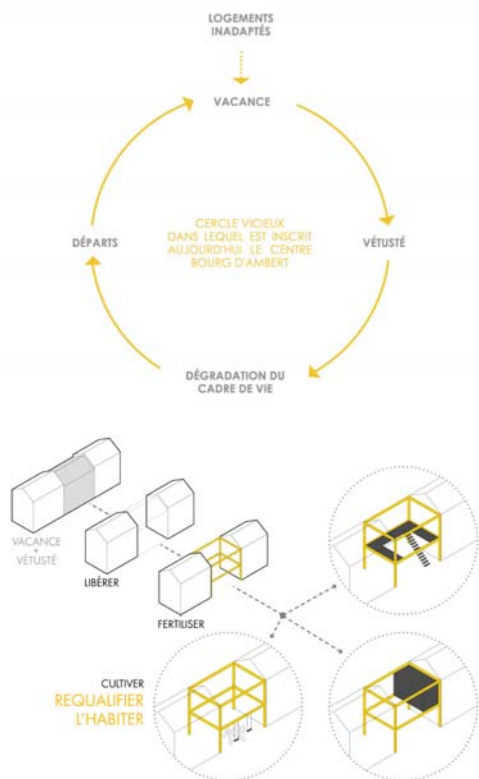 LOGEMENTS
INADAPTÉS
VACANCE
CERCLE VICIEUX
DANS LEQUEL EST INSCRIT
AUJOURD'HUI LE CENTRE
BOURG D'AMBERT
DÉPARTS
VÉTUSTÉ
DÉGRADATION DU
CADRE DE VIE
VACANCE
+
VÉTUSTÉ
LIBÉRER
FERTILISER
CULTIVER
REQUALIFIER
L'HABITER